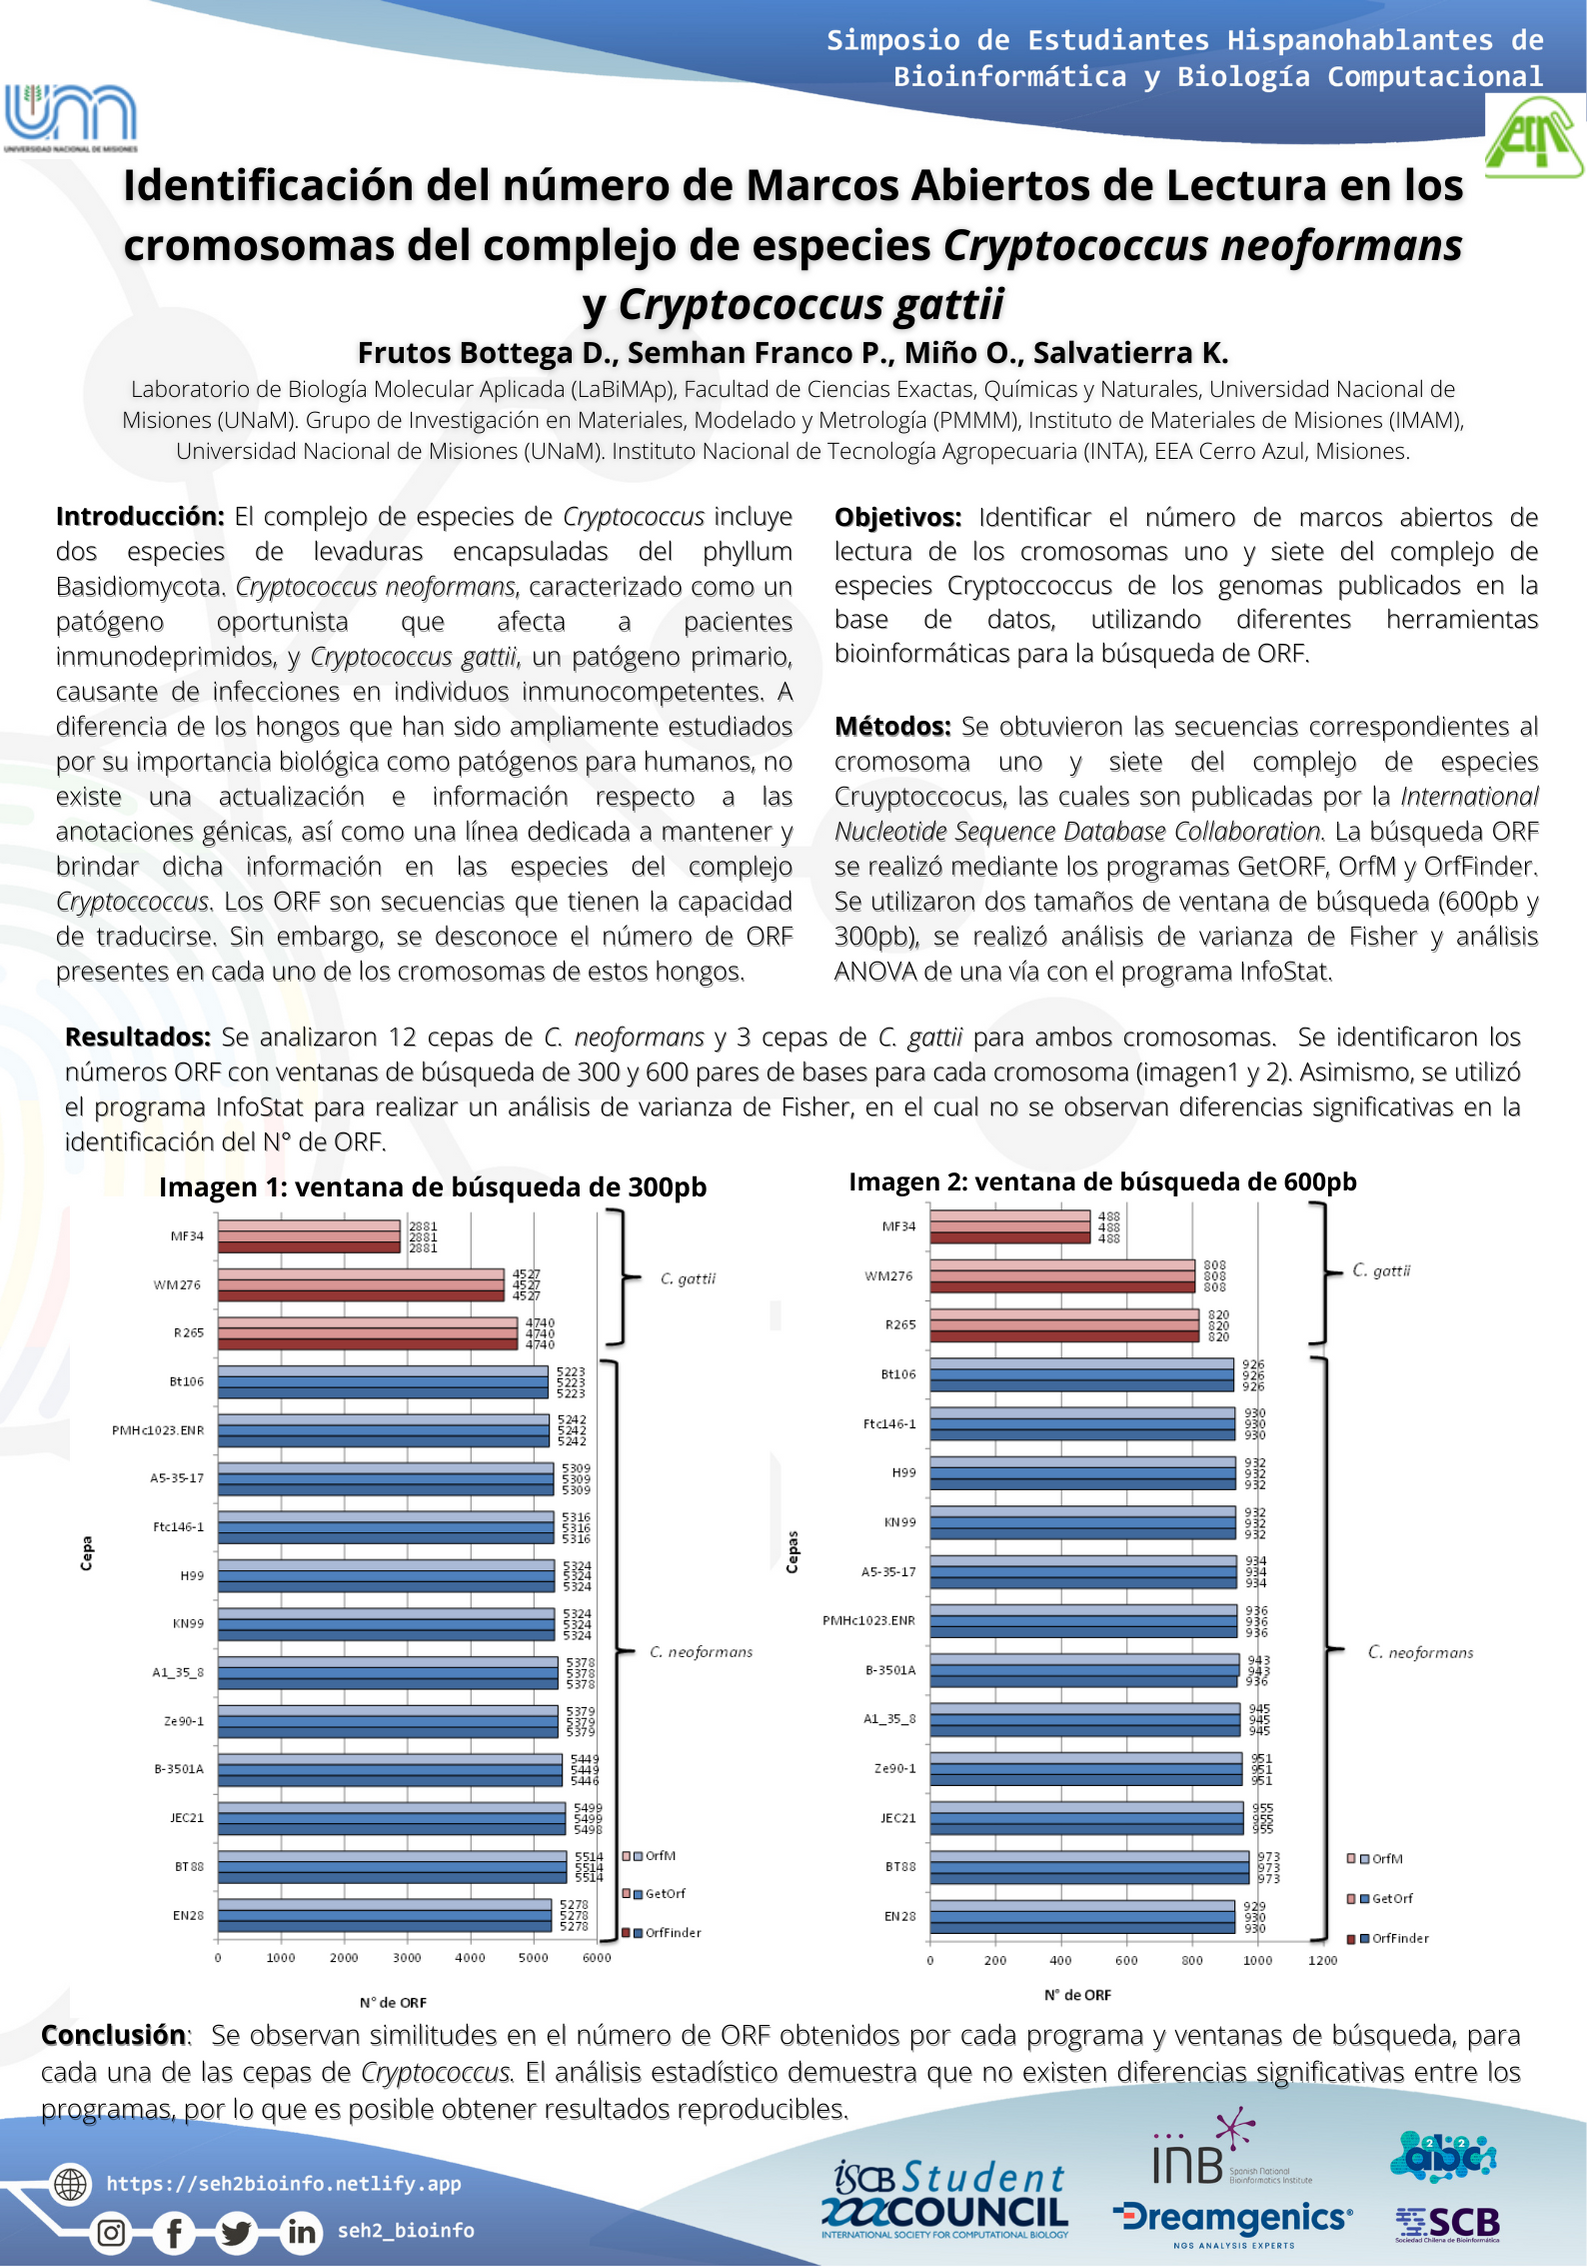 Simposio de Estudiantes Hispanohablantes de
Bioinformática y Biología Computacional
UNIVERSIDAD NACIONAL DE MISIONES
Identificación del número de Marcos Abiertos de Lectura en los
cromosomas del complejo de especies Cryptococcus neoformans
y Cryptococcus gattii
Frutos Bottega D., Semhan Franco P., Miño O., Salvatierra K.
Laboratorio de Biología Molecular Aplicada (LaBiMAp), Facultad de Ciencias Exactas, Químicas y Naturales, Universidad Nacional de
Misiones (UNaM). Grupo de Investigación en Materiales, Modelado y Metrología (PMMM), Instituto de Materiales de Misiones (IMAM),
Universidad Nacional de Misiones (UNaM). Instituto Nacional de Tecnología Agropecuaria (INTA), EEA Cerro Azul, Misiones.
Introducción: El complejo de especies de Cryptococcus incluye
dos especies de levaduras encapsuladas del phyllum
Basidiomycota. Cryptococcus neoformans, caracterizado como un
patógeno oportunista que afecta a pacientes
inmunodeprimidos, y Cryptococcus gattii, un patógeno primario,
causante de infecciones en individuos inmunocompetentes. A
diferencia de los hongos que han sido ampliamente estudiados
por su importancia biológica como patógenos para humanos, no
existe una actualización e información respecto a las
anotaciones génicas, así como una línea dedicada a mantener y
brindar dicha información en las especies del complejo
Cryptoccoccus. Los ORF son secuencias que tienen la capacidad
de traducirse. Sin embargo, se desconoce el número de ORF
presentes en cada uno de los cromosomas de estos hongos.
Objetivos: Identificar el número de marcos abiertos de
lectura de los cromosomas uno y siete del complejo de
especies Cryptoccoccus de los genomas publicados en la
base de datos, utilizando diferentes herramientas
bioinformáticas para la búsqueda de ORF.
Métodos: Se obtuvieron las secuencias correspondientes al
cromosoma uno y siete del complejo de especies
Cruyptoccocus, las cuales son publicadas por la International
Nucleotide Sequence Database Collaboration. La búsqueda ORF
se realizó mediante los programas GetORF, OrfM y OrfFinder.
Se utilizaron dos tamaños de ventana de búsqueda (600pb y
300pb), se realizó análisis de varianza de Fisher y análisis
ANOVA de una vía con el programa InfoStat.
Resultados: Se analizaron 12 cepas de C. neoformans y 3 cepas de C. gattii para ambos cromosomas. Se identificaron los
números ORF con ventanas de búsqueda de 300 y 600 pares de bases para cada cromosoma (imagen1 y 2). Asimismo, se utilizó
el programa InfoStat para realizar un análisis de varianza de Fisher, en el cual no se observan diferencias significativas en la
identificación del N° de ORF.
Imagen 1: ventana de búsqueda de 300pb
MF34 2881 2881 2881
WM276 4527 4527 4527
R265 4740 4740 4740
Bt106 5223 5223 5223
PMHc1023.ENR 5242 5242 5242
A5-35-17 5309 5309 5309
Ftc146-1 5316 5316 5316
H99 5324 5324 5324
KN99 5324 5324 5324
A1_35_8 5378 5378 5378
Ze90-1 5379 5379 5379
B-3501A 5449 5449 5446
JEC21 5499 5499 5498
BT88 5514 5514 5514
EN28 5278 5278 5278
C. gattii
C. neoformans
OrfM
GetOrf
OrfFinder
0 1000 2000 3000 4000 5000 6000
Cepa
N° de ORF
Imagen 2: ventana de búsqueda de 600pb
MF34 488 488 488
WM276 808 808 808
R265 820 820 820
Bt106 926 926 926
Ftc146-1 930 930 930
H99 932 932 932
KN99 932 932 932
A5-35-17 934 934 934
PMHc1023.ENR 936 936 936
B-3501A 943 943 936
A1_35_8 945 945 945
Ze90-1 951 951 951
JEC21 955 955 955
BT88 973 973 973
EN28 929 930 930
C. gattii
C. neoformans
OrfM
GetOrf
OrfFinder
0 200 400 600 800 1000 1200
Cepas
N° de ORF
Conclusión: Se observan similitudes en el número de ORF obtenidos por cada programa y ventanas de búsqueda, para
cada una de las cepas de Cryptococcus. El análisis estadístico demuestra que no existen diferencias significativas entre los
programas, por lo que es posible obtener resultados reproducibles.
https://seh2bioinfo.netlify.app
seh2_bioinfo
iSCB Student
COUNCIL
INTERNATIONAL SOCIETY FOR COMPUTATIONAL BIOLOGY
inB
Spanish National
Bioinformatics Institute
Dreamgenics
NGS ANALYSIS EXPERTS
abc
22
SCB
Sociedad Chilena de Bioinformática